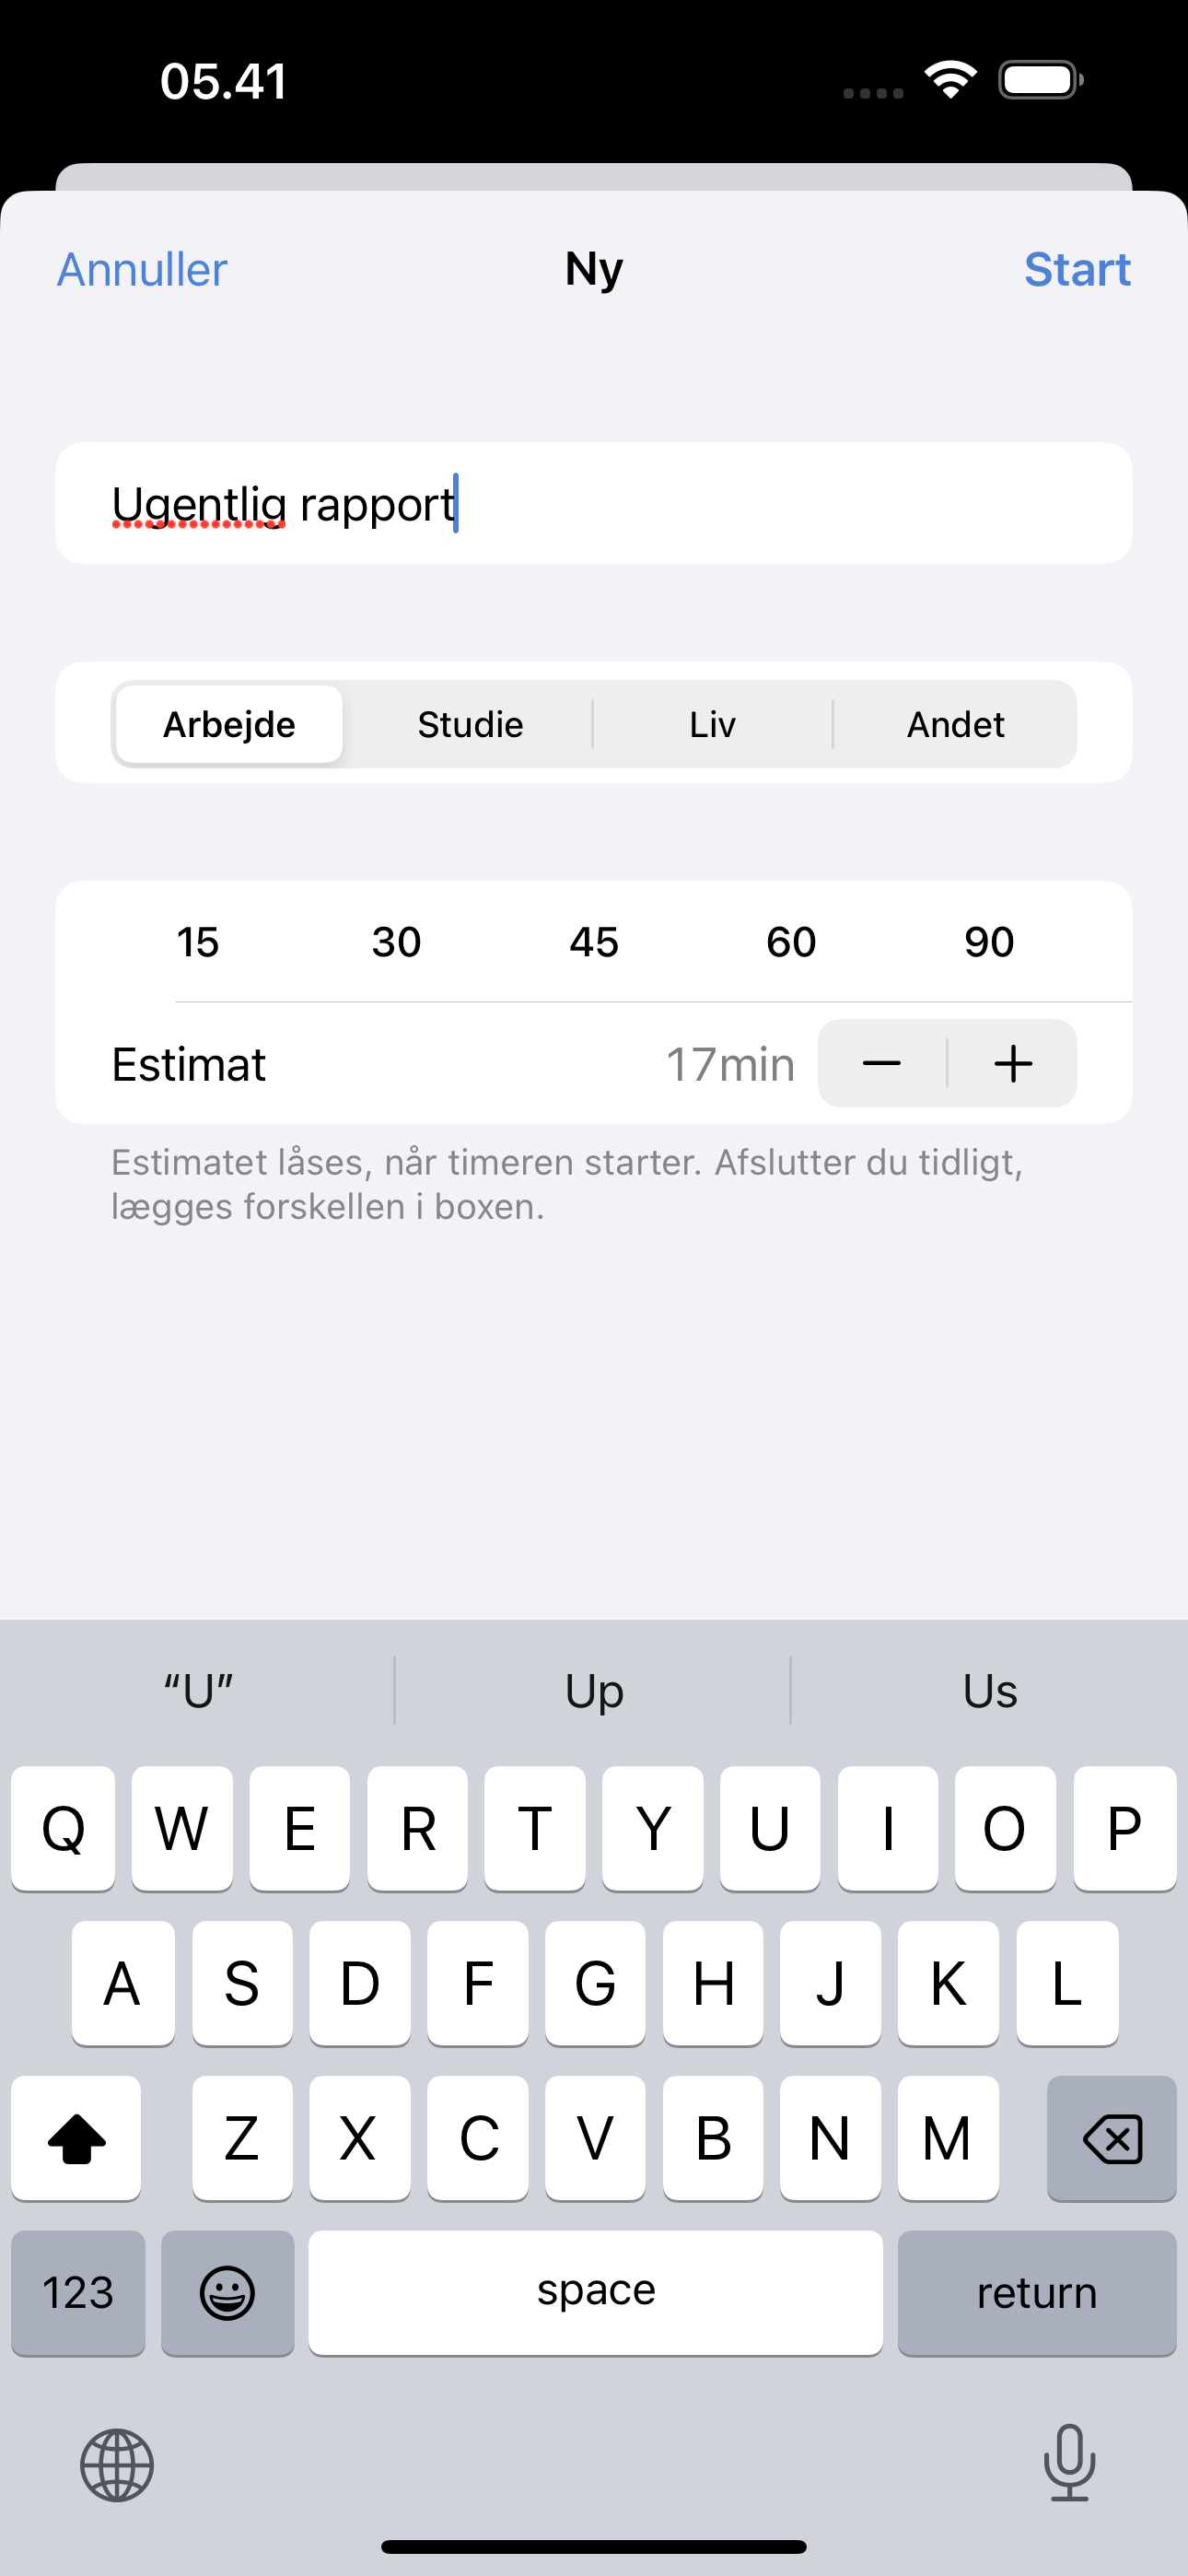 05.41
Annuller Ny Start
Ugentlig rapport
Arbejde Studie Liv Andet
15 30 45 60 90
Estimat 17min − +
Estimatet låses, når timeren starter. Afslutter du tidligt,
lægges forskellen i boxen.
“U” Up Us
Q W E R T Y U I O P
A S D F G H J K L
Z X C V B N M
123 space return